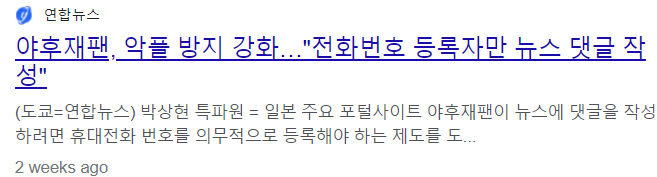 연합뉴스
야후재팬, 악플 방지 강화…"전화번호 등록자만 뉴스 댓글 작
성"
(도쿄=연합뉴스) 박상현 특파원 = 일본 주요 포털사이트 야후재팬이 뉴스에 댓글을 작성
하려면 휴대전화 번호를 의무적으로 등록해야 하는 제도를 도...
2 weeks ago